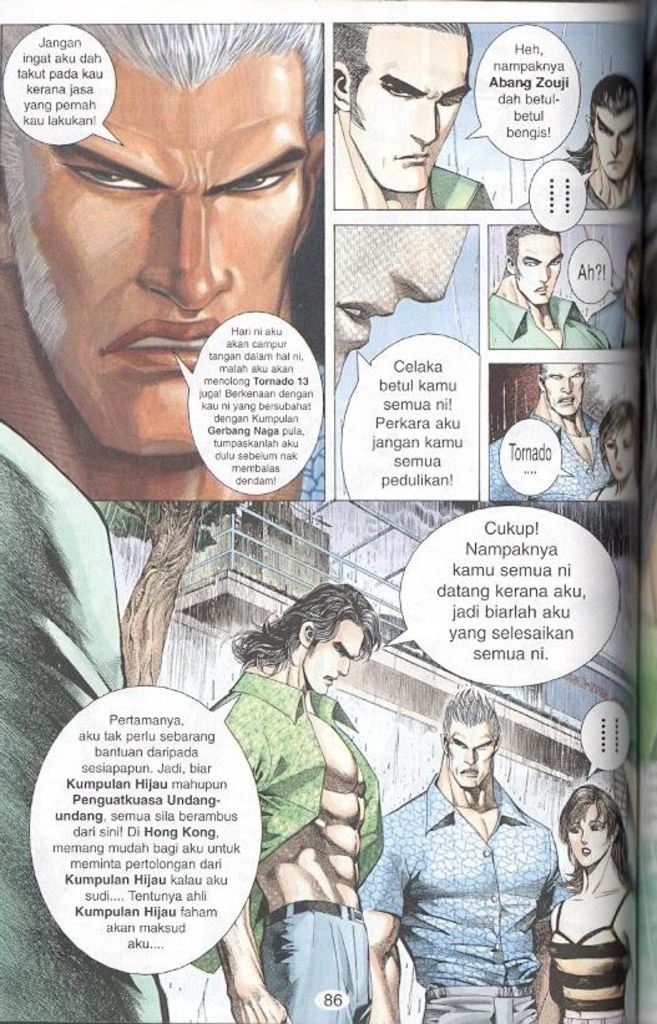 Jangan
ingat aku dah
takut pada kau
kerana jasa
yang pernah
kau lakukan!
Hari ni aku
akan campur
tangan dalam hal ni,
malah aku akan
menolong Tornado 13
juga! Berkenaan dengan
kau ni yang bersubahat
dengan Kumpulan
Gerbang Naga pula,
tumpaskanlah aku
dulu sebelum nak
membalas
dendam!
Heh,
nampaknya
Abang Zouji
dah betul-
betul
bengis!
Celaka
betul kamu
semua ni!
Perkara aku
jangan kamu
semua
pedulikan!
Ah?!
Tornado
....
Cukup!
Nampaknya
kamu semua ni
datang kerana aku,
jadi biarlah aku
yang selesaikan
semua ni.
Pertamanya,
aku tak perlu sebarang
bantuan daripada
sesiapapun. Jadi, biar
Kumpulan Hijau mahupun
Penguatkuasa Undang-
undang, semua sila berambus
dari sini! Di Hong Kong,
memang mudah bagi aku untuk
meminta pertolongan dari
Kumpulan Hijau kalau aku
sudi.... Tentunya ahli
Kumpulan Hijau faham
akan maksud
aku....
86